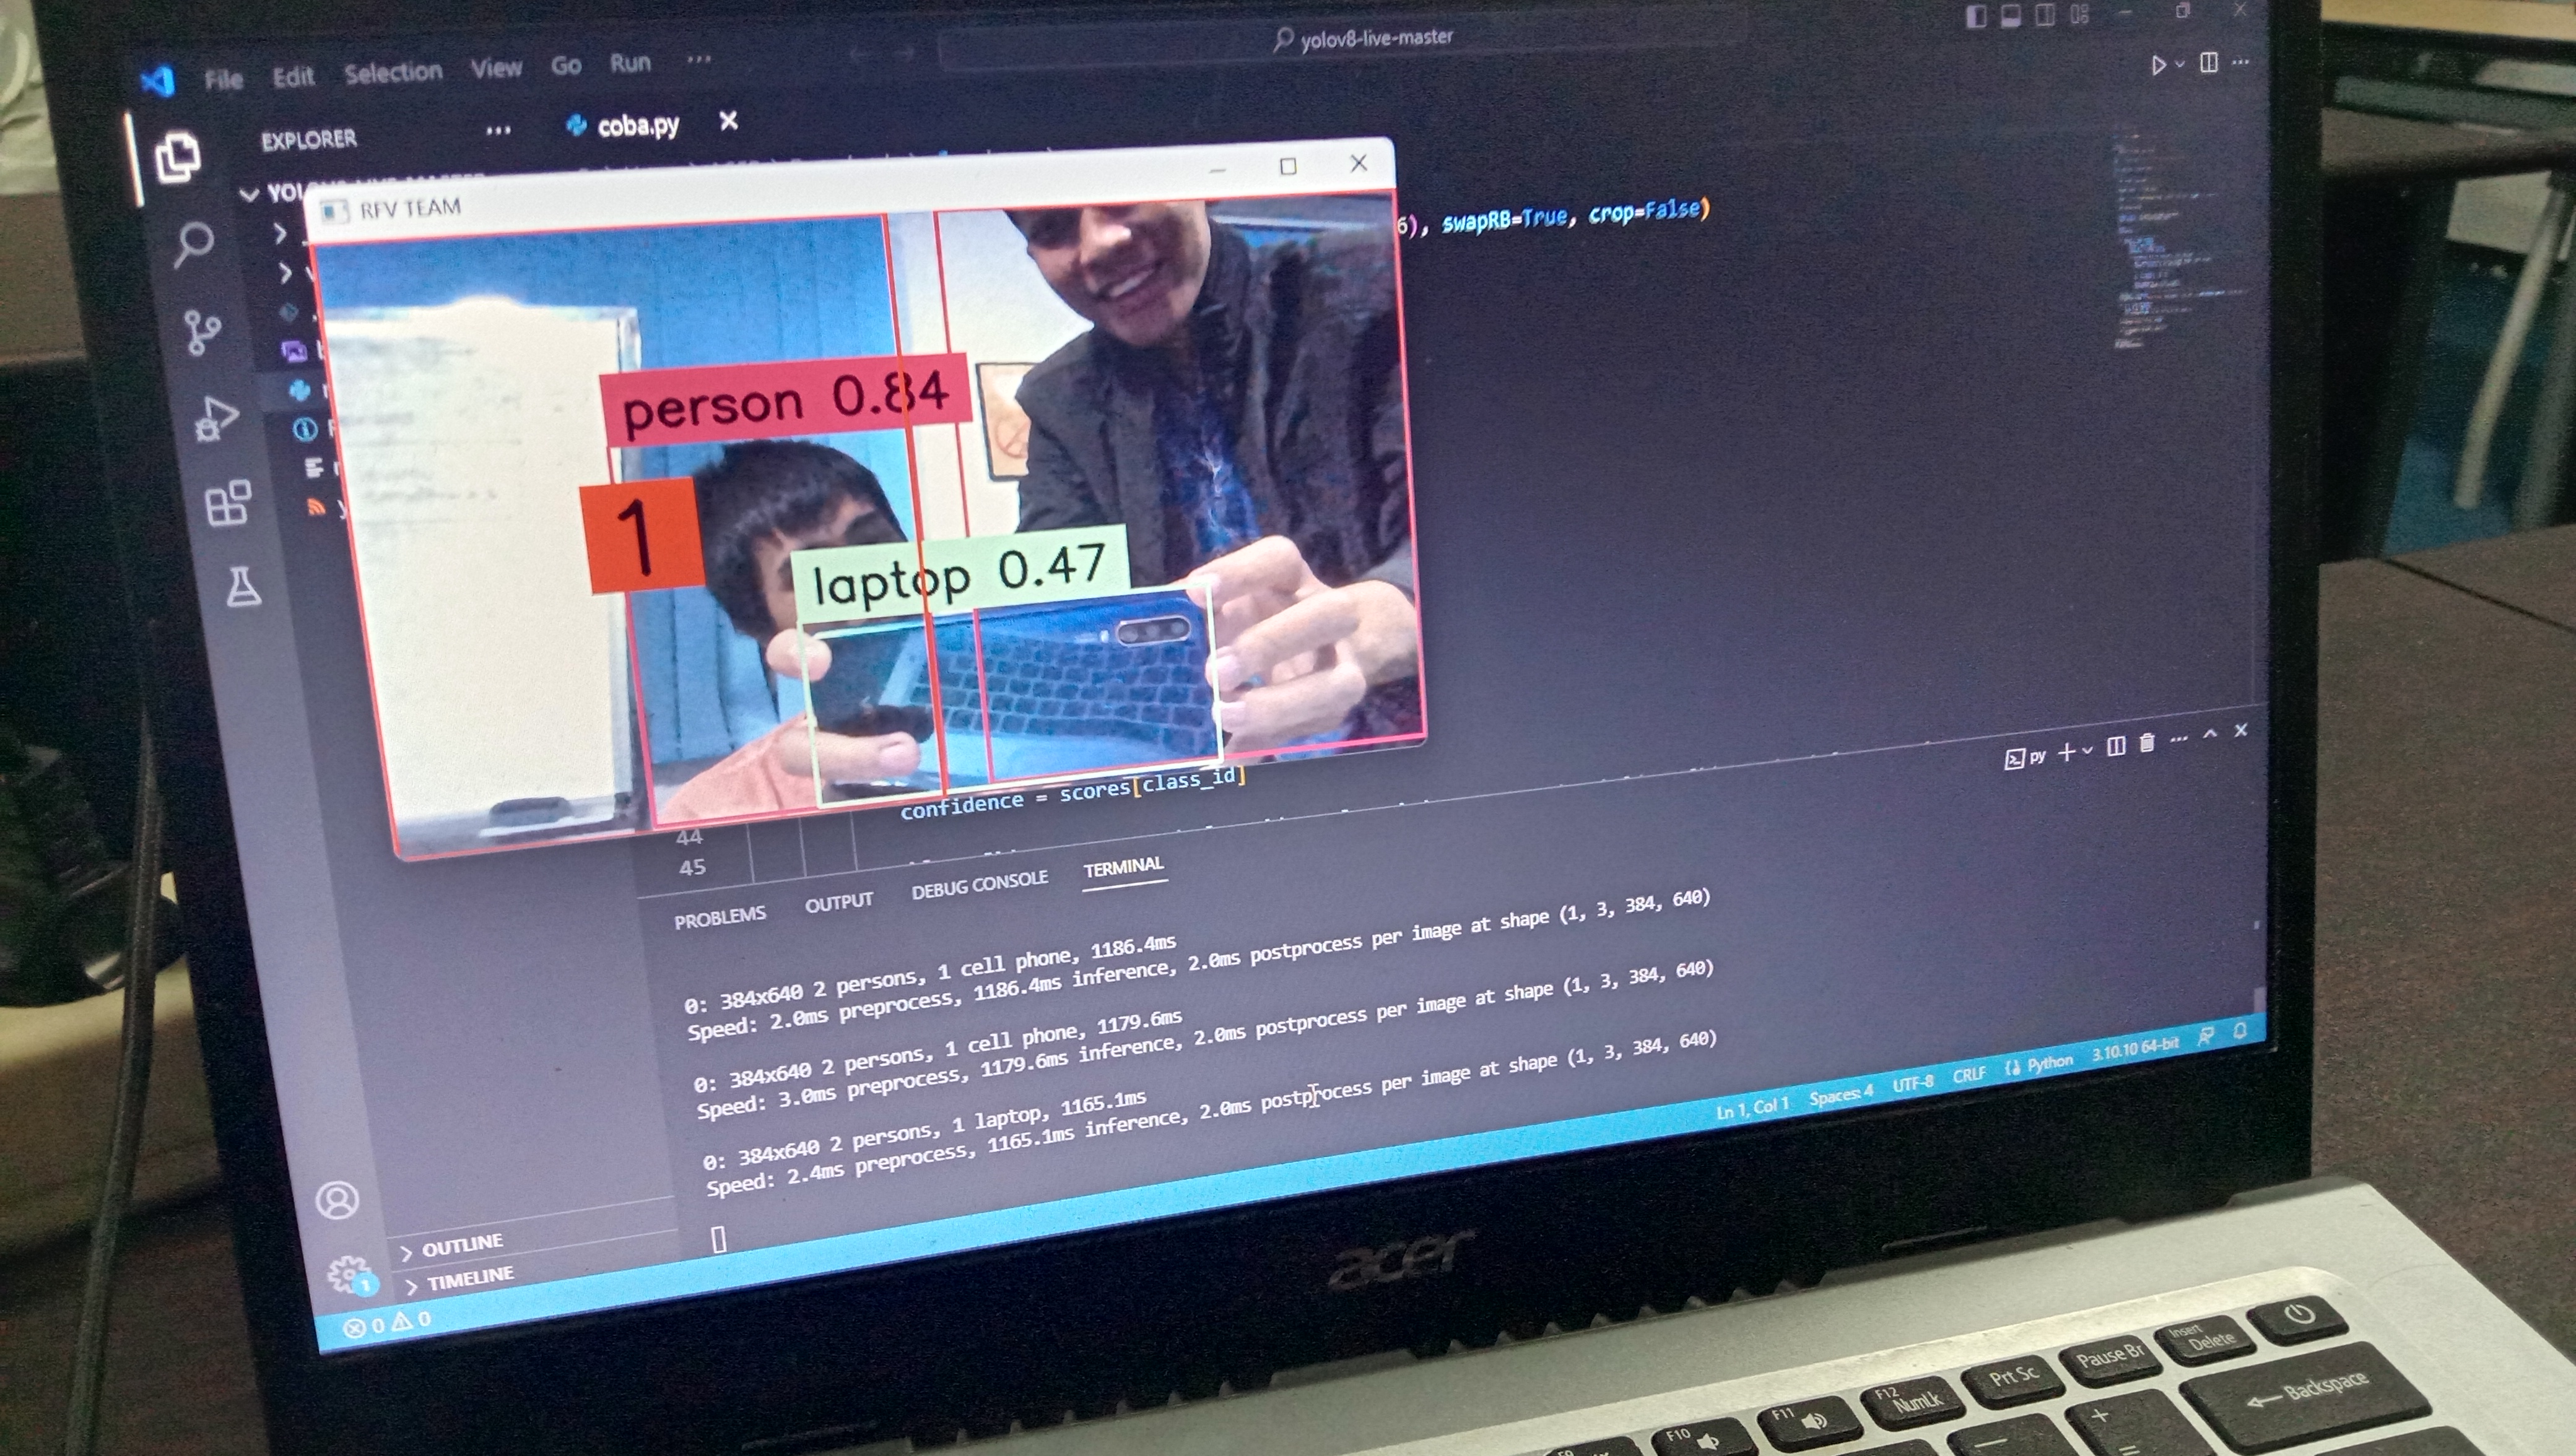 File Edit Selection View Go Run ...
yolov8-live-master
EXPLORER ...
coba.py
RFV TEAM
6), swapRB=True, crop=False)
person 0.84
1
laptop 0.47
confidence = scores[class_id]
44
45
PROBLEMS OUTPUT DEBUG CONSOLE TERMINAL
py
0: 384x640 2 persons, 1 cell phone, 1186.4ms
Speed: 2.0ms preprocess, 1186.4ms inference, 2.0ms postprocess per image at shape (1, 3, 384, 640)
0: 384x640 2 persons, 1 cell phone, 1179.6ms
Speed: 3.0ms preprocess, 1179.6ms inference, 2.0ms postprocess per image at shape (1, 3, 384, 640)
0: 384x640 2 persons, 1 laptop, 1165.1ms
Speed: 2.4ms preprocess, 1165.1ms inference, 2.0ms postprocess per image at shape (1, 3, 384, 640)
OUTLINE
TIMELINE
1
0 0
Ln 1, Col 1 Spaces: 4 UTF-8 CRLF Python 3.10.10 64-bit
acer
F10
F11
F12 NumLk
Prt Sc
Pause Br
Insert Delete
Backspace
+
=